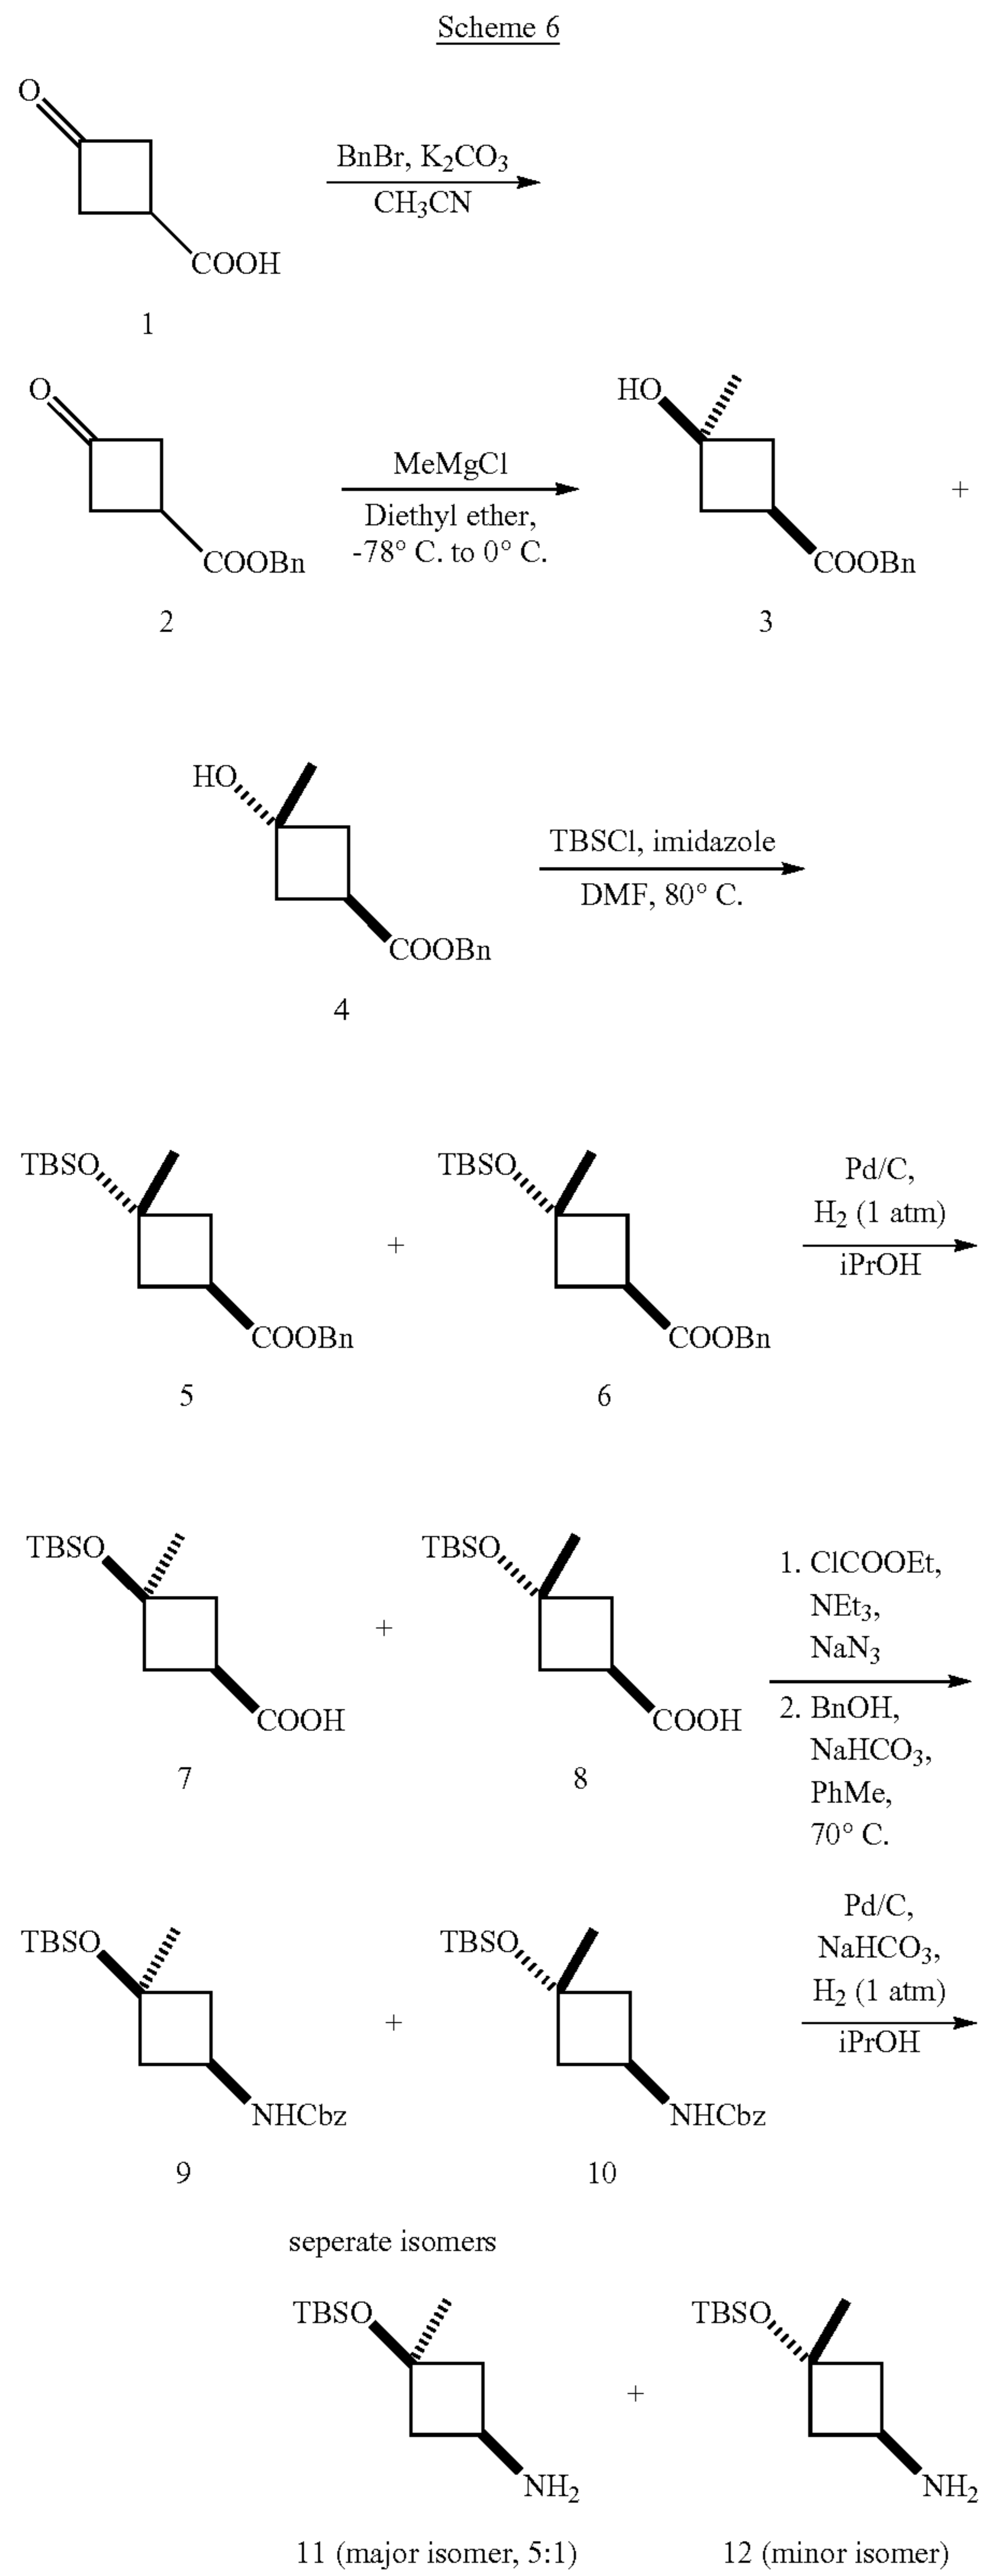 Scheme 6
O
BnBr, K2CO3
CH3CN
COOH
1
O
MeMgCl
Diethyl ether,
-78° C. to 0° C.
COOBn
2
HO
+
COOBn
3
HO
TBSCl, imidazole
DMF, 80° C.
COOBn
4
TBSO
COOBn
5
+
TBSO
COOBn
6
Pd/C,
H2 (1 atm)
iPrOH
TBSO
COOH
7
+
TBSO
COOH
8
1. ClCOOEt,
NEt3,
NaN3
2. BnOH,
NaHCO3,
PhMe,
70° C.
TBSO
NHCbz
9
+
TBSO
NHCbz
10
Pd/C,
NaHCO3,
H2 (1 atm)
iPrOH
seperate isomers
TBSO
NH2
11 (major isomer, 5:1)
+
TBSO
NH2
12 (minor isomer)